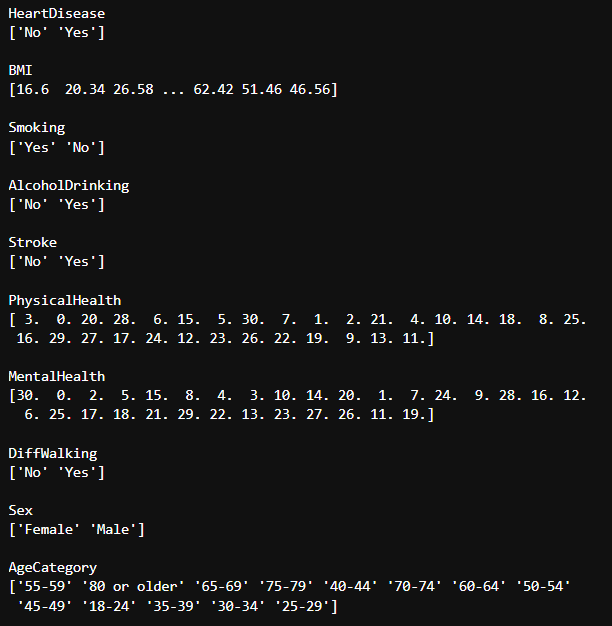 HeartDisease
['No' 'Yes']
BMI
[16.6  20.34 26.58 ... 62.42 51.46 46.56]
Smoking
['Yes' 'No']
AlcoholDrinking
['No' 'Yes']
Stroke
['No' 'Yes']
PhysicalHealth
[ 3.  0. 20. 28.  6. 15.  5. 30.  7.  1.  2. 21.  4. 10. 14. 18.  8. 25.
 16. 29. 27. 17. 24. 12. 23. 26. 22. 19.  9. 13. 11.]
MentalHealth
[30.  0.  2.  5. 15.  8.  4.  3. 10. 14. 20.  1.  7. 24.  9. 28. 16. 12.
  6. 25. 17. 18. 21. 29. 22. 13. 23. 27. 26. 11. 19.]
DiffWalking
['No' 'Yes']
Sex
['Female' 'Male']
AgeCategory
['55-59' '80 or older' '65-69' '75-79' '40-44' '70-74' '60-64' '50-54'
 '45-49' '18-24' '35-39' '30-34' '25-29']